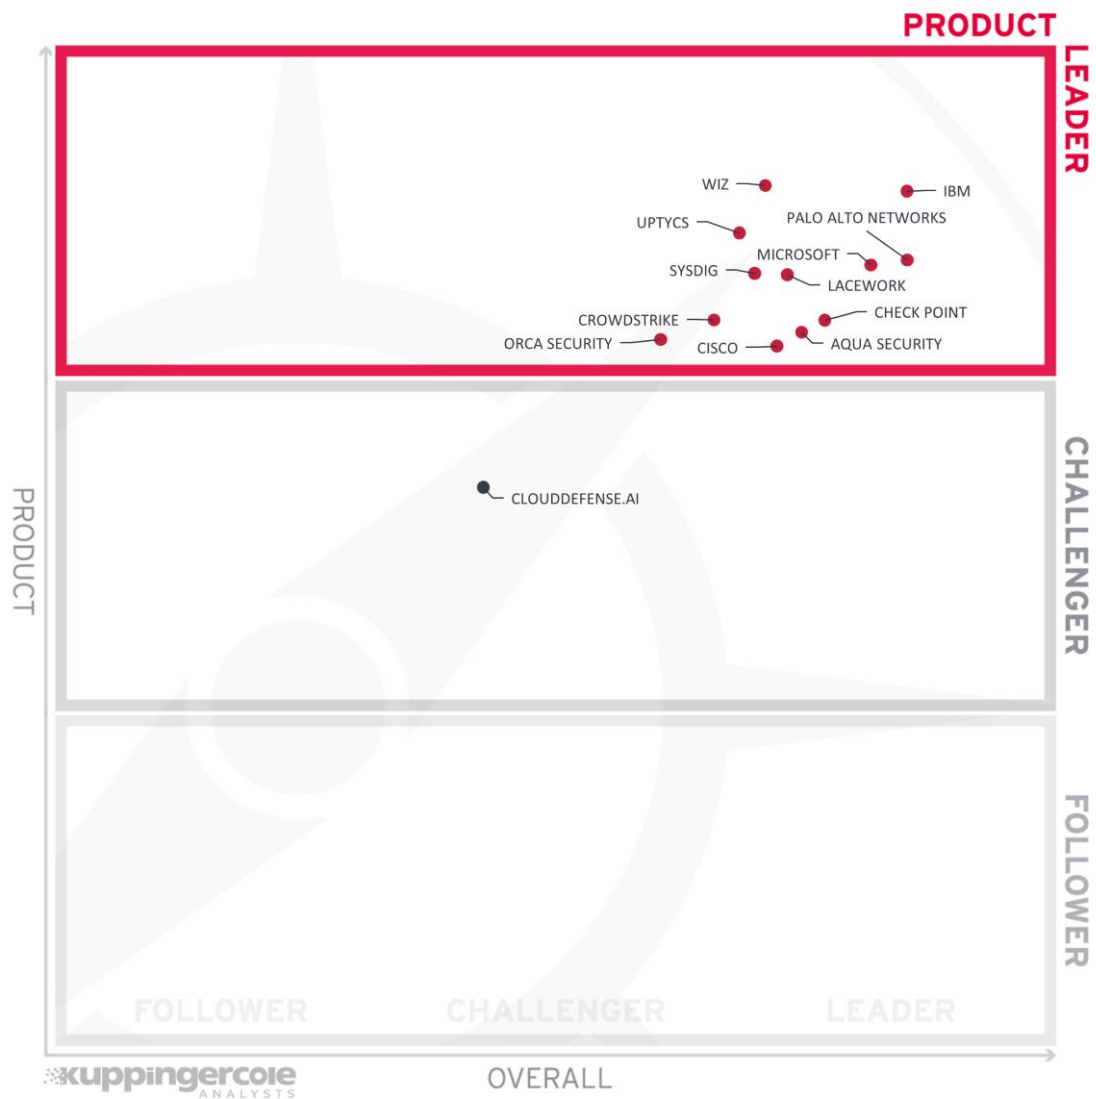 PRODUCT
LEADER
WIZ
IBM
UPTYCS
PALO ALTO NETWORKS
MICROSOFT
SYSDIG
LACEWORK
CROWDSTRIKE
CHECK POINT
ORCA SECURITY
CISCO
AQUA SECURITY
CHALLENGER
CLOUDDEFENSE.AI
PRODUCT
FOLLOWER
FOLLOWER
CHALLENGER
LEADER
kuppingercole
ANALYSTS
OVERALL